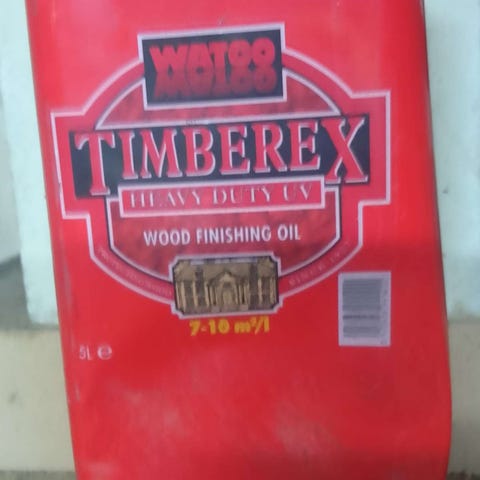 WATCO
TIMBEREX
HEAVY DUTY UV
WOOD FINISHING OIL
7-10 m²/l
5L e